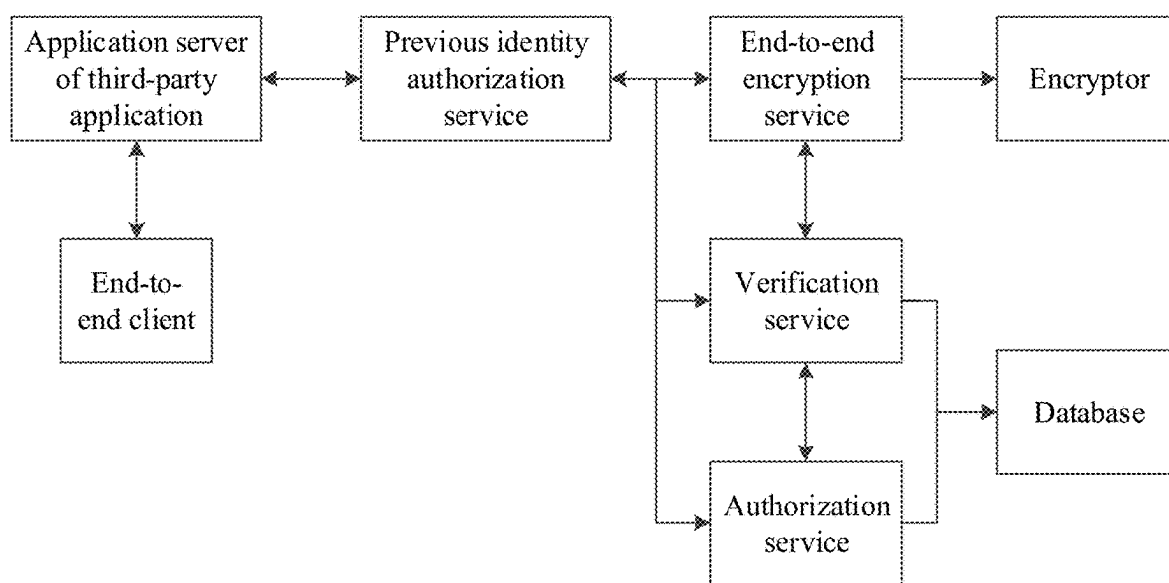 Application server
of third-party
application
Previous identity
authorization
service
End-to-end
encryption
service
Encryptor
End-to-
end client
Verification
service
Database
Authorization
service